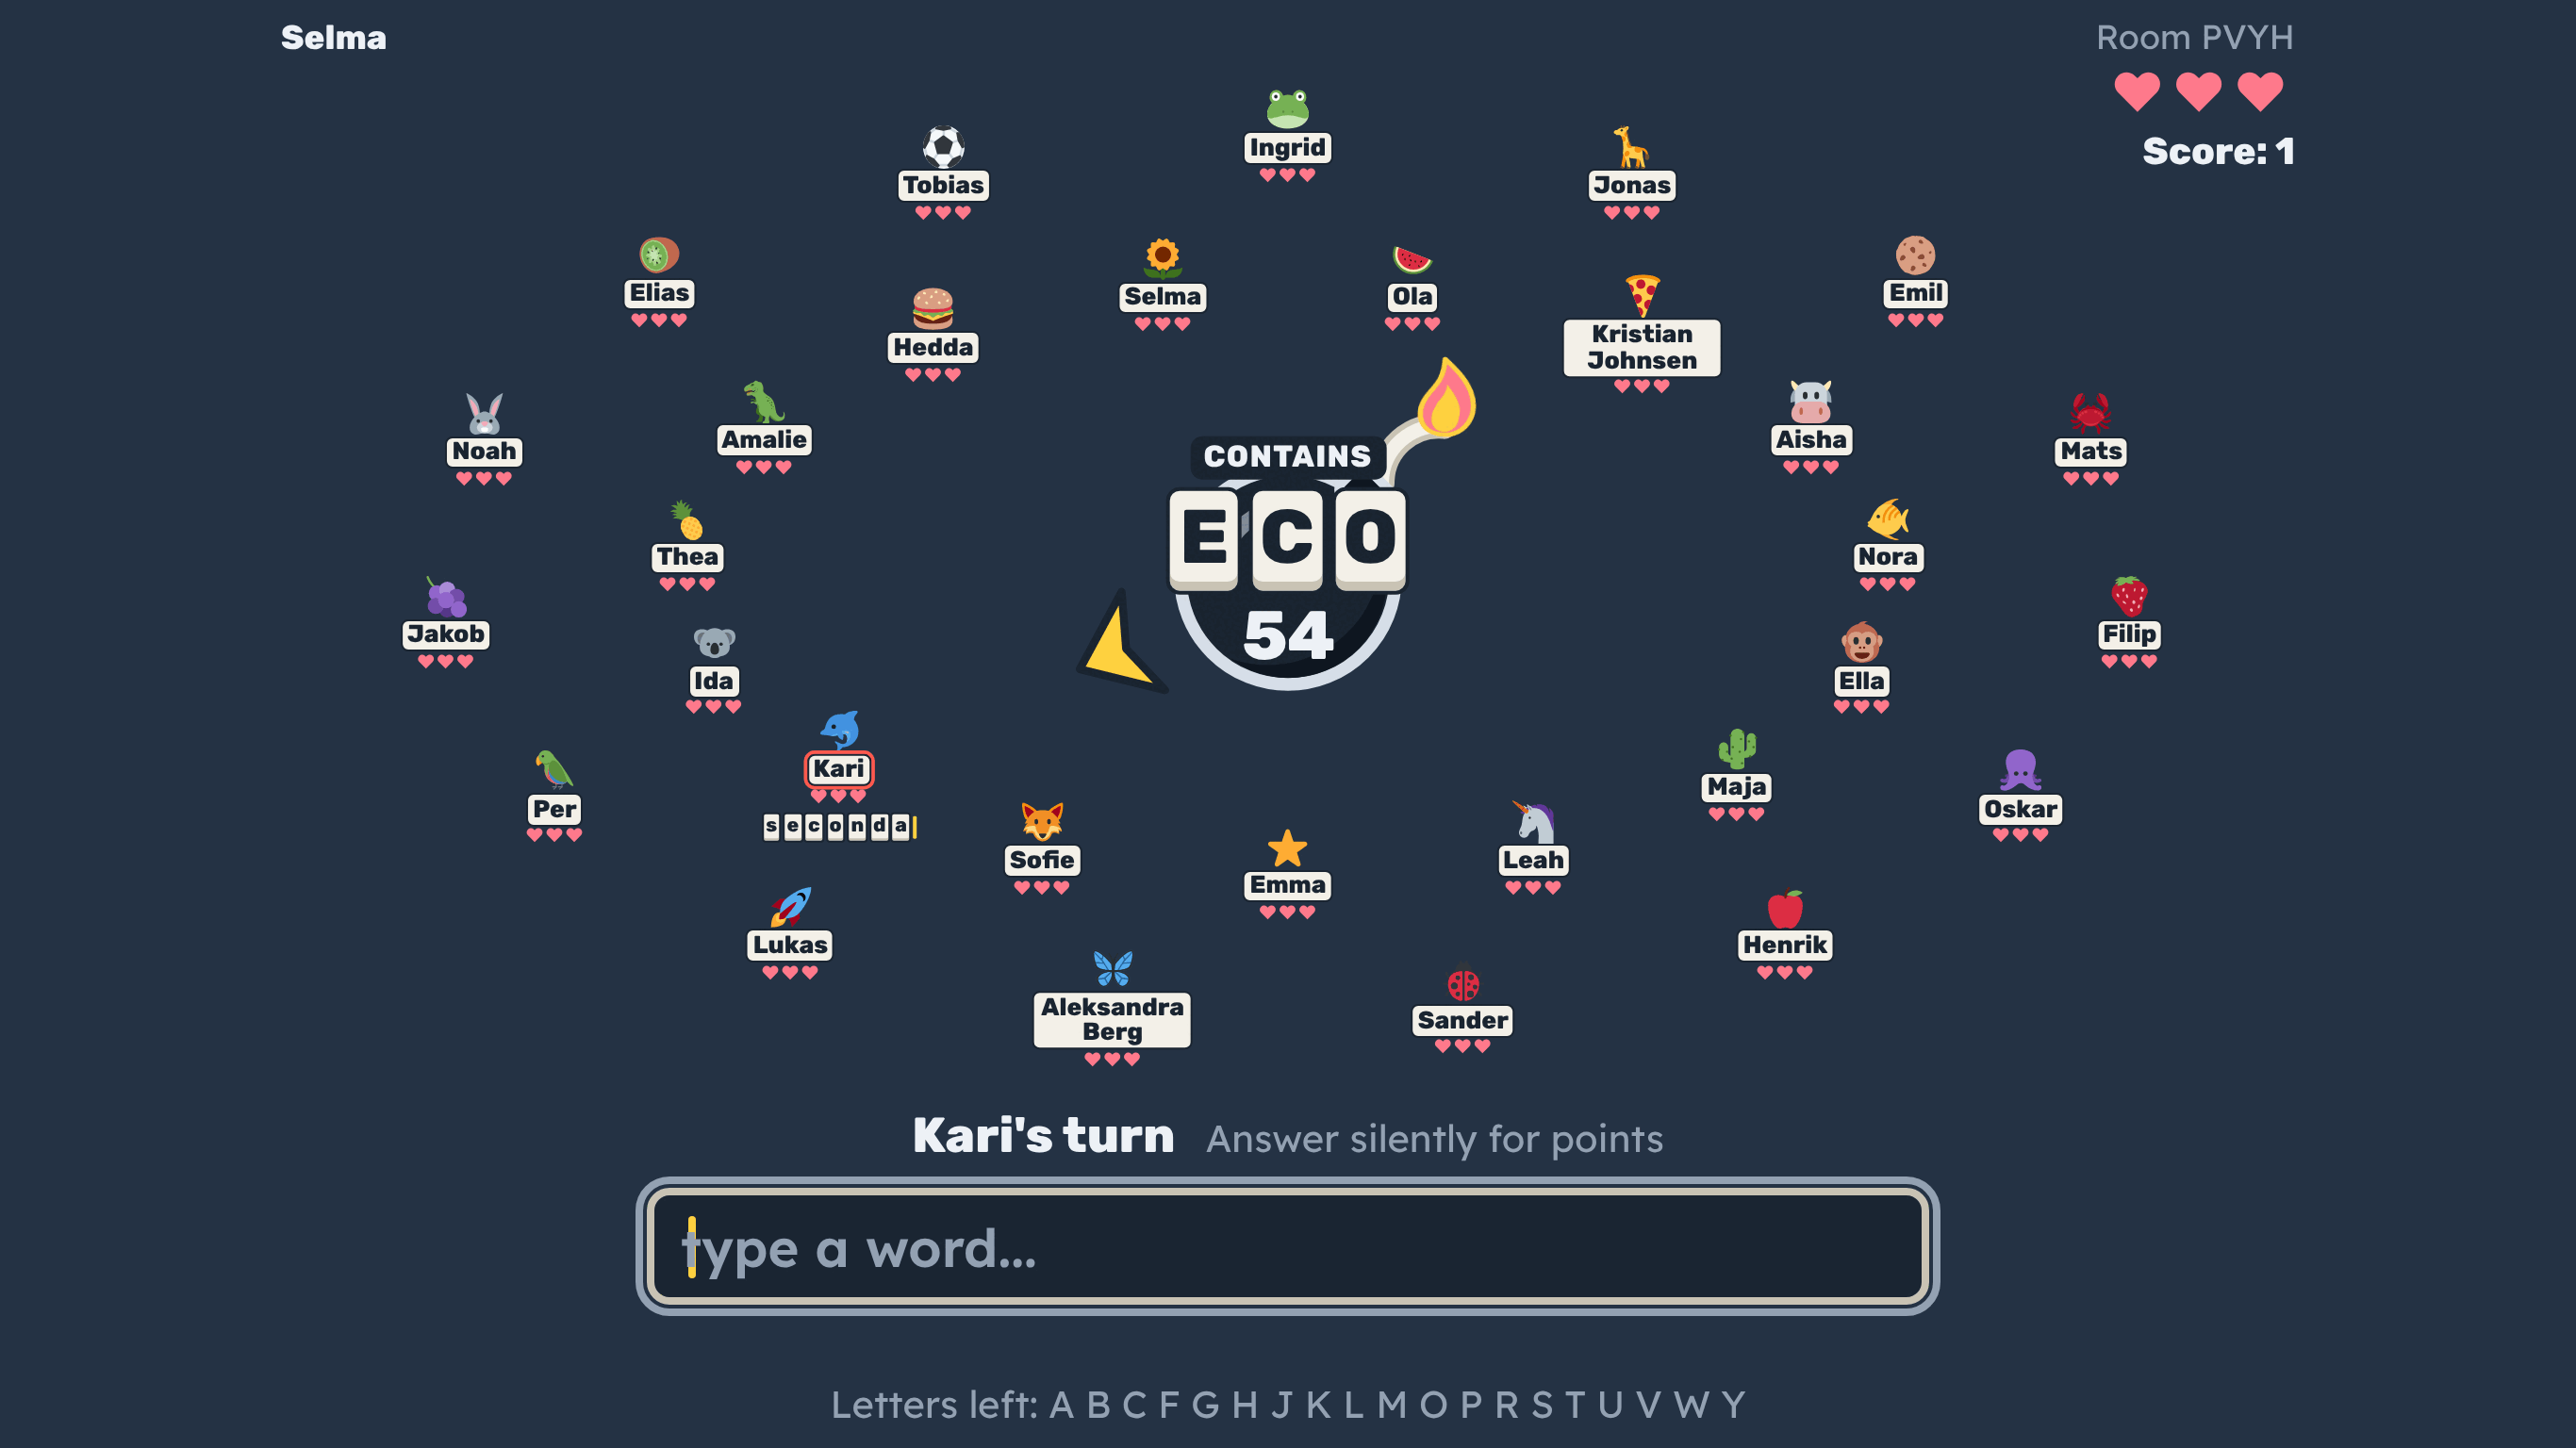 Selma
Room PVYH
Score: 1
Ingrid
Tobias
Jonas
Elias
Selma
Ola
Emil
Hedda
Kristian
Johnsen
Noah
Amalie
Aisha
Mats
CONTAINS
ECO
54
Thea
Nora
Jakob
Filip
Ida
Ella
Kari
seconda
Per
Maja
Oskar
Sofie
Emma
Leah
Lukas
Henrik
Aleksandra
Berg
Sander
Kari's turn Answer silently for points
type a word...
Letters left: A B C F G H J K L M O P R S T U V W Y